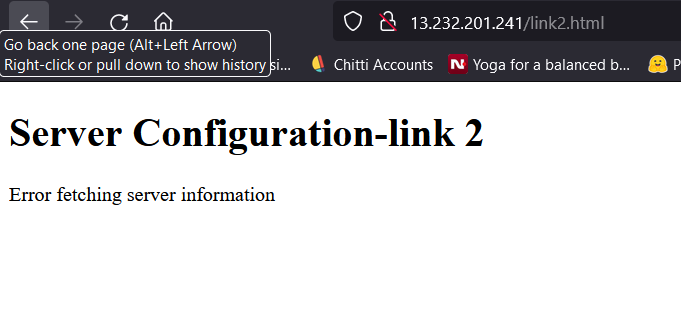 13.232.201.241/link2.html
Go back one page (Alt+Left Arrow)
Right-click or pull down to show history si...
Chitti Accounts
N
Yoga for a balanced b...
P
Server Configuration-link 2
Error fetching server information